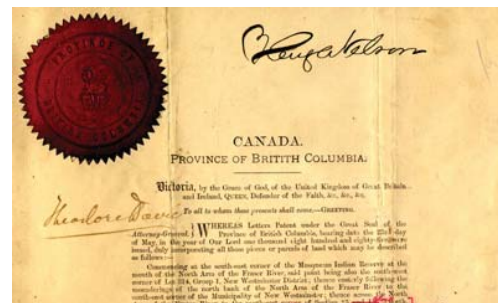 PROVINCE OF
BRITISH COLUMBIA
Hugh Nelson
CANADA.
PROVINCE OF BRITITH COLUMBIA.
Victoria, by the Grace of God, of the United Kingdom of Great Britain
and Ireland, QUEEN, Defender of the Faith, &c., &c., &c.
Theodore Davie
To all to whom these presents shall come,—GREETING.
Attorney-General. } WHEREAS Letters Patent under the Great Seal of the
Province of British Columbia, bearing date the day
of May, in the year of Our Lord one thousand eight hundred and eighty-
issued, duly incorporating all those pieces or parcels of land which may be described
as follows:—
Commencing at the south-east corner of the Musqueam Indian Reserve at the
mouth of the North Arm of the Fraser River, said point being also the
corner of Lot 314, Group 1, New Westminster District; thence easterly following the
meanderings of the north bank of the North Arm of the Fraser River to the
corner of the Municipality of New Westminster; thence North